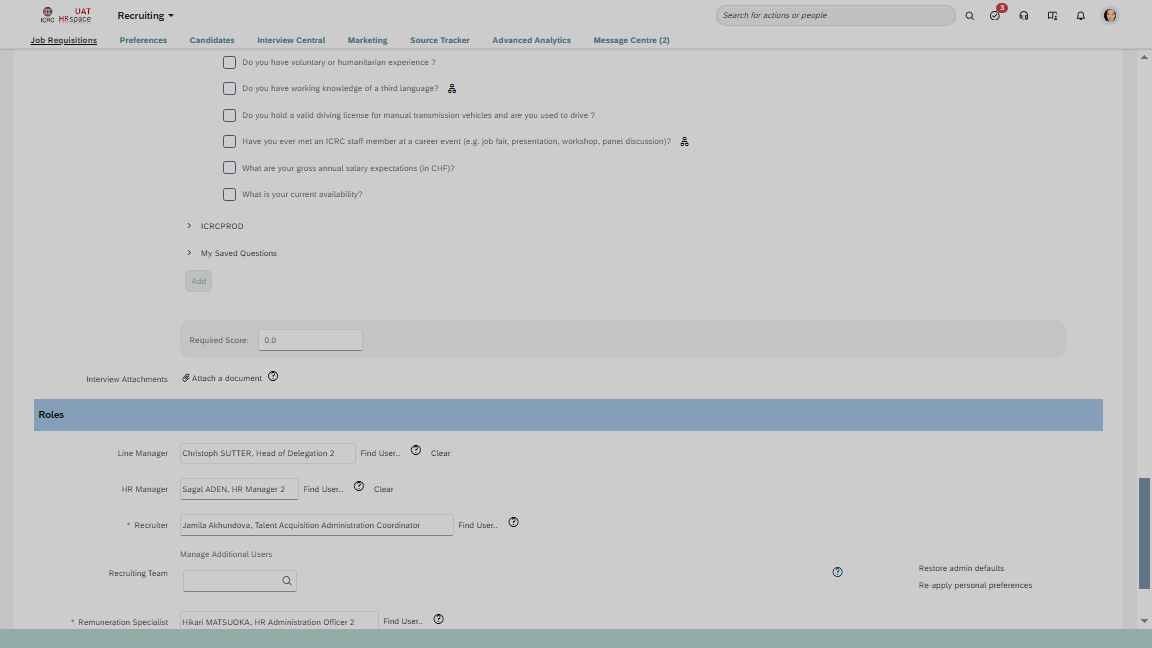 ICRC
UAT
HRspace
Recruiting
Search for actions or people
3
Job Requisitions
Preferences
Candidates
Interview Central
Marketing
Source Tracker
Advanced Analytics
Message Centre (2)
Do you have voluntary or humanitarian experience ?
Do you have working knowledge of a third language?
Do you hold a valid driving license for manual transmission vehicles and are you used to drive ?
Have you ever met an ICRC staff member at a career event (e.g. job fair, presentation, workshop, panel discussion)?
What are your gross annual salary expectations (in CHF)?
What is your current availability?
ICRCPROD
My Saved Questions
Add
Required Score: 0.0
Interview Attachments Attach a document
Roles
Line Manager Christoph SUTTER, Head of Delegation 2 Find User.. Clear
HR Manager Sagal ADEN, HR Manager 2 Find User.. Clear
* Recruiter Jamila Akhundova, Talent Acquisition Administration Coordinator Find User..
Manage Additional Users
Recruiting Team
Restore admin defaults
Re-apply personal preferences
* Remuneration Specialist Hikari MATSUOKA, HR Administration Officer 2 Find User..